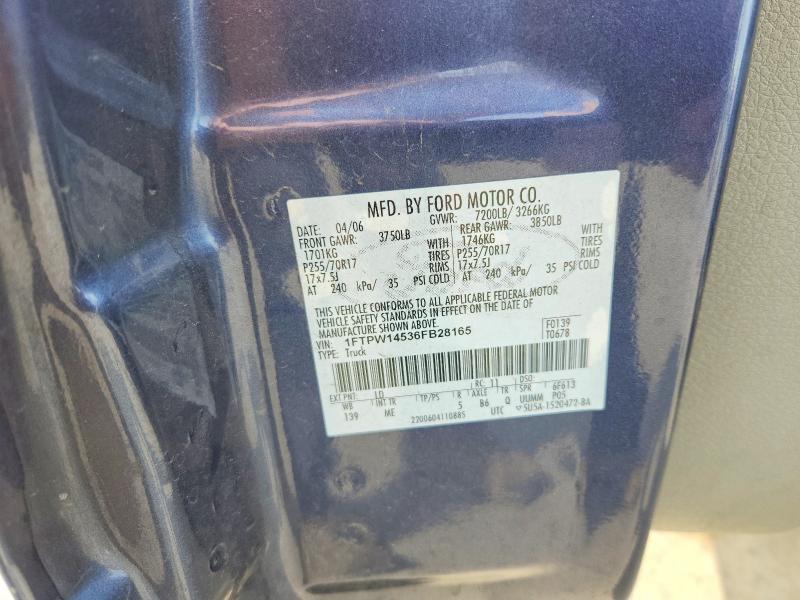 MFD. BY FORD MOTOR CO.
DATE: 04/06 GVWR: 7200LB/ 3266KG
FRONT GAWR: 3750LB REAR GAWR: 3850LB
1701KG WITH 1746KG WITH
P255/70R17 TIRES P255/70R17 TIRES
17x7.5J RIMS 17x7.5J RIMS
AT 240 kPa/ 35 PSI COLD AT 240 kPa/ 35 PSI COLD
THIS VEHICLE CONFORMS TO ALL APPLICABLE FEDERAL MOTOR
VEHICLE SAFETY STANDARDS IN EFFECT ON THE DATE OF
MANUFACTURE SHOWN ABOVE.
VIN: 1FTPW14536FB28165 F0139
TYPE: Truck T0678
EXT PNT: LD RC: 11 DSO:
WB INT TR TP/PS R AXLE TR SPR 6F613
139 ME 5 B6 Q UUMM P05
2200604110885 UTC ▽5U5A-1520472-BA